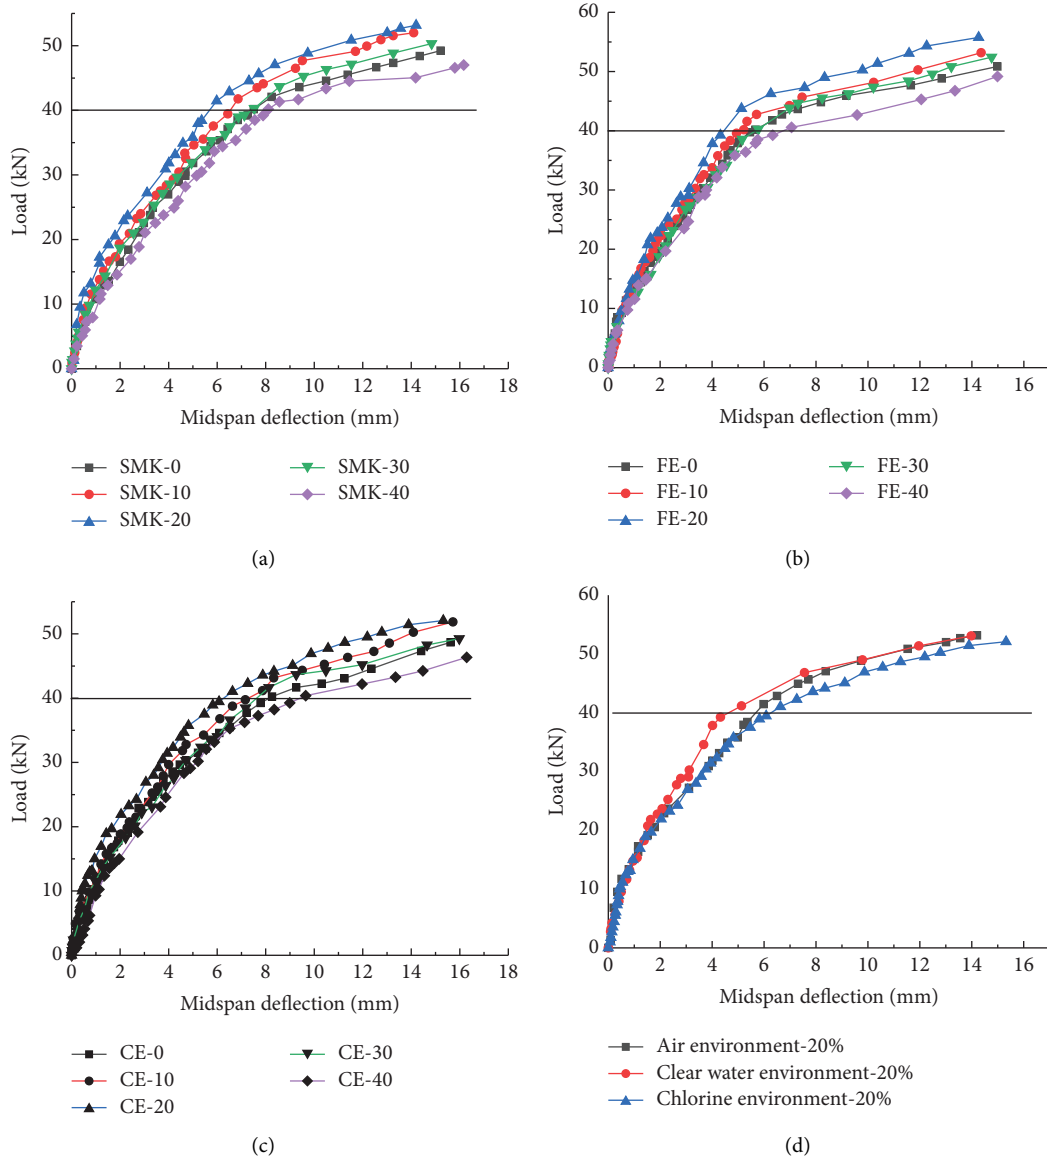 50
40
30
20
10
0
Load (kN)
0 2 4 6 8 10 12 14 16 18
Midspan deflection (mm)
SMK-0 SMK-30
SMK-10 SMK-40
SMK-20
(a)
60
50
40
30
20
10
0
Load (kN)
0 2 4 6 8 10 12 14 16
Midspan deflection (mm)
FE-0 FE-30
FE-10 FE-40
FE-20
(b)
50
40
30
20
10
0
Load (kN)
0 2 4 6 8 10 12 14 16 18
Midspan deflection (mm)
CE-0 CE-30
CE-10 CE-40
CE-20
(c)
60
50
40
30
20
10
0
Load (kN)
0 2 4 6 8 10 12 14 16
Midspan deflection (mm)
Air environment-20%
Clear water environment-20%
Chlorine environment-20%
(d)